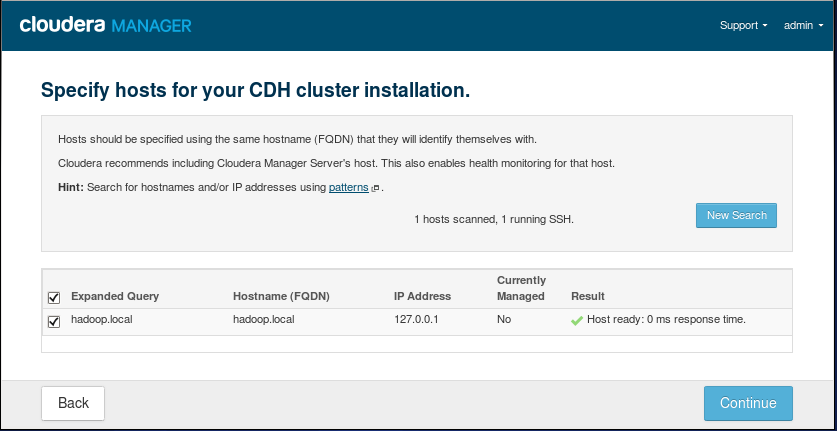 cloudera MANAGER
Support admin
Specify hosts for your CDH cluster installation.
Hosts should be specified using the same hostname (FQDN) that they will identify themselves with.
Cloudera recommends including Cloudera Manager Server's host. This also enables health monitoring for that host.
Hint: Search for hostnames and/or IP addresses using patterns .
1 hosts scanned, 1 running SSH.
New Search
Expanded Query Hostname (FQDN) IP Address Currently Managed Result
hadoop.local hadoop.local 127.0.0.1 No Host ready: 0 ms response time.
Back Continue